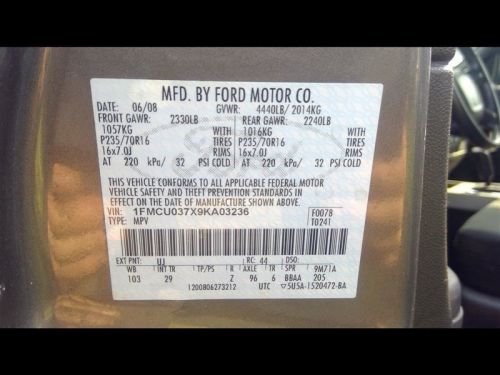 MFD. BY FORD MOTOR CO.
06/08 GVWR: 4440LB/ 2014KG
FRONT GAWR: 2330LB REAR GAWR: 2240LB
1057KG WITH 1016KG WITH
P235/70R16 TIRES P235/70R16 TIRES
16x7.0J RIMS 16x7.0J RIMS
AT 220 kPa/ 32 PSI COLD AT 220 kPa/ 32 PSI COLD
THIS VEHICLE CONFORMS TO ALL APPLICABLE FEDERAL MOTOR
VEHICLE SAFETY AND THEFT PREVENTION STANDARDS IN
EFFECT ON THE DATE OF MANUFACTURE SHOWN ABOVE.
VIN: 1FMCU037X9KA03236 F0078
TYPE: MPV T0241
EXT PNT: UJ RC: 44 DSO:
WB INT TR TP/PS R AXLE TR SPR 9M71A
103 29 Z 96 6 BBAA 205
1200806273212 UTC 5U5A-1520472-BA